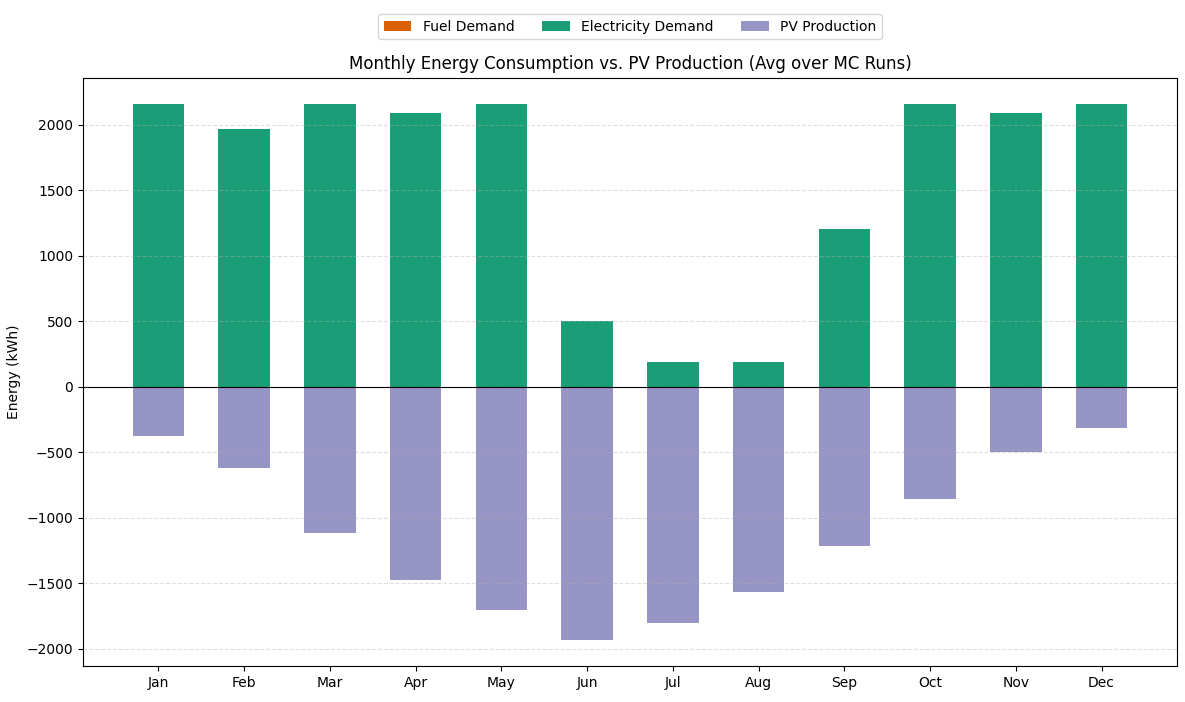 Fuel Demand Electricity Demand PV Production
Monthly Energy Consumption vs. PV Production (Avg over MC Runs)
Energy (kWh)
2000
1500
1000
500
0
−500
−1000
−1500
−2000
Jan Feb Mar Apr May Jun Jul Aug Sep Oct Nov Dec